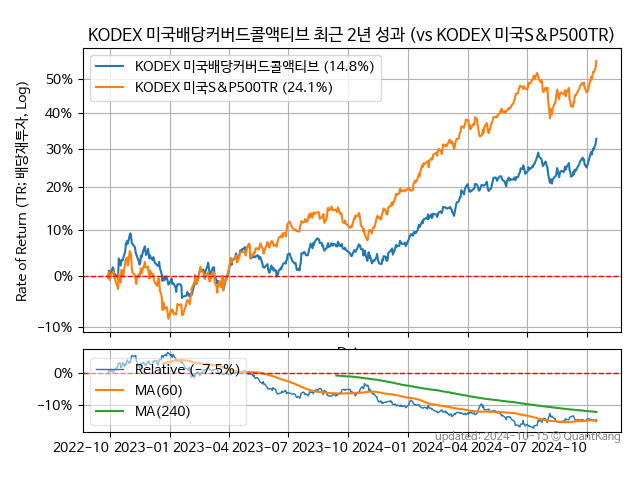 KODEX 미국배당커버드콜액티브 최근 2년 성과 (vs KODEX 미국S&P500TR)
Rate of Return (TR: 배당재투자, Log)
KODEX 미국배당커버드콜액티브 (14.8%)
KODEX 미국S&P500TR (24.1%)
50%
40%
30%
20%
10%
0%
−10%
Relative (−7.5%)
MA(60)
MA(240)
0%
−10%
updated: 2024-10-15 © QuantKang
2022-10 2023-01 2023-04 2023-07 2023-10 2024-01 2024-04 2024-07 2024-10